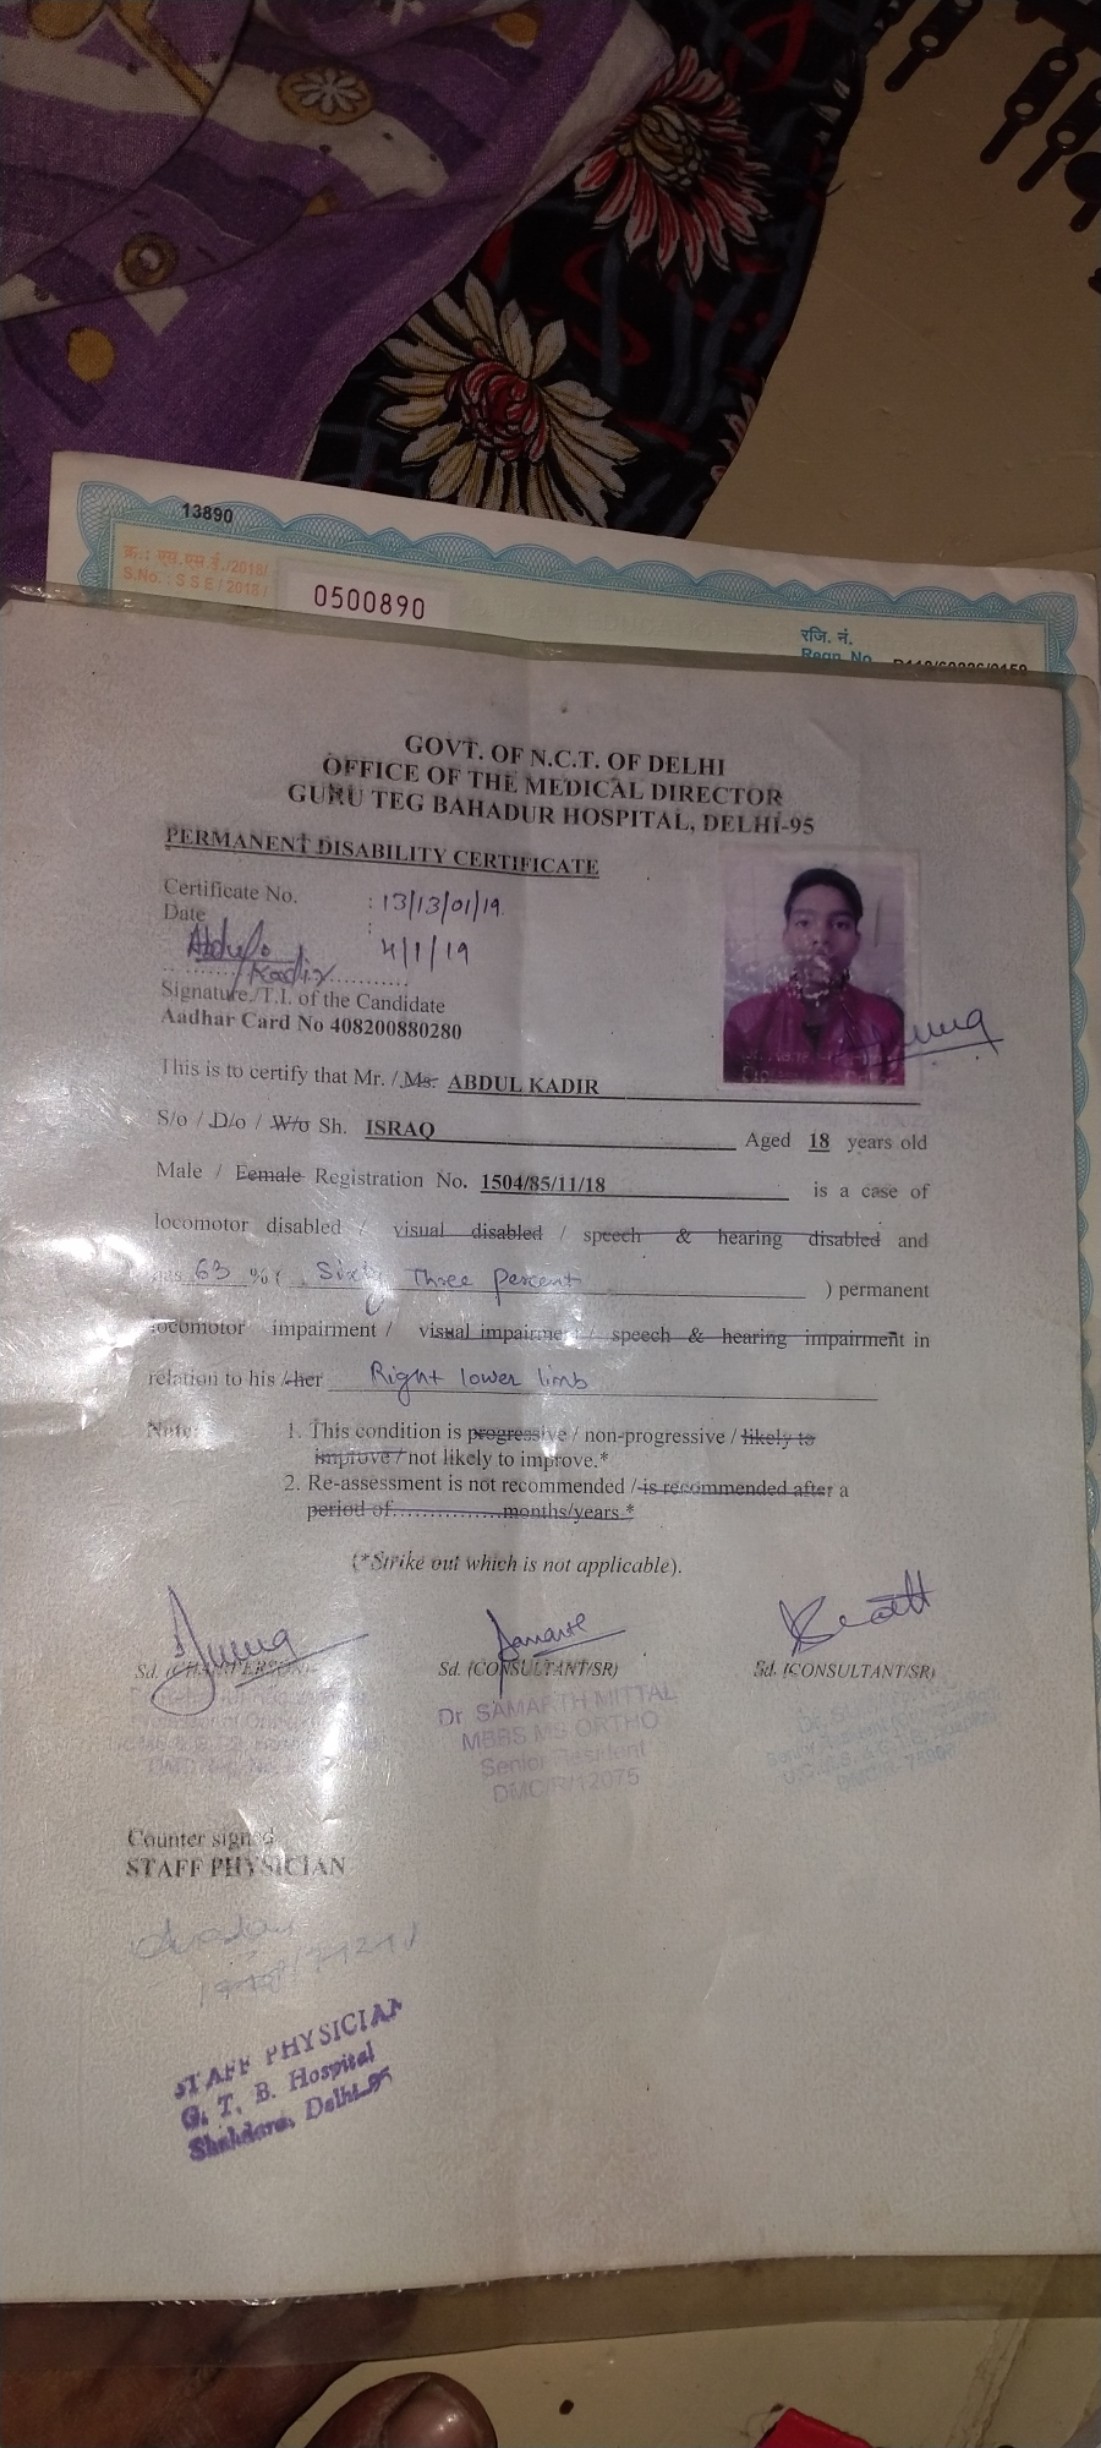 13890
क्र.: एस.एस.ई./2018/
S.No. : S S E / 2018 /
0500890
रजि. नं.
Regn. No.
GOVT. OF N.C.T. OF DELHI
OFFICE OF THE MEDICAL DIRECTOR
GURU TEG BAHADUR HOSPITAL, DELHI-95
PERMANENT DISABILITY CERTIFICATE
Certificate No. : 13/13/01/19
Date : 4/1/19
Abdul
Kadir
Signature/T.I. of the Candidate
Aadhar Card No 408200880280
This is to certify that Mr. / Ms. ABDUL KADIR
S/o / D/o / W/o Sh. ISRAQ Aged 18 years old
Male / Female Registration No. 1504/85/11/18 is a case of
locomotor disabled / visual disabled / speech & hearing disabled and
has 63 % ( Sixty Three percent ) permanent
locomotor impairment / visual impairment / speech & hearing impairment in
relation to his / her Right lower limb
Note: 1. This condition is progressive / non-progressive / likely to
improve / not likely to improve.*
2. Re-assessment is not recommended / is recommended after a
period of...............months/years.*
(*Strike out which is not applicable).
Sd. (CHAIRPERSON) Sd. (CONSULTANT/SR) Sd. (CONSULTANT/SR)
Dr SAMARTH MITTAL
MBBS MS ORTHO
Senior Resident
DMC/R/12075
Counter signed
STAFF PHYSICIAN
STAFF PHYSICIAN
G. T. B. Hospital
Shahdara, Delhi-95